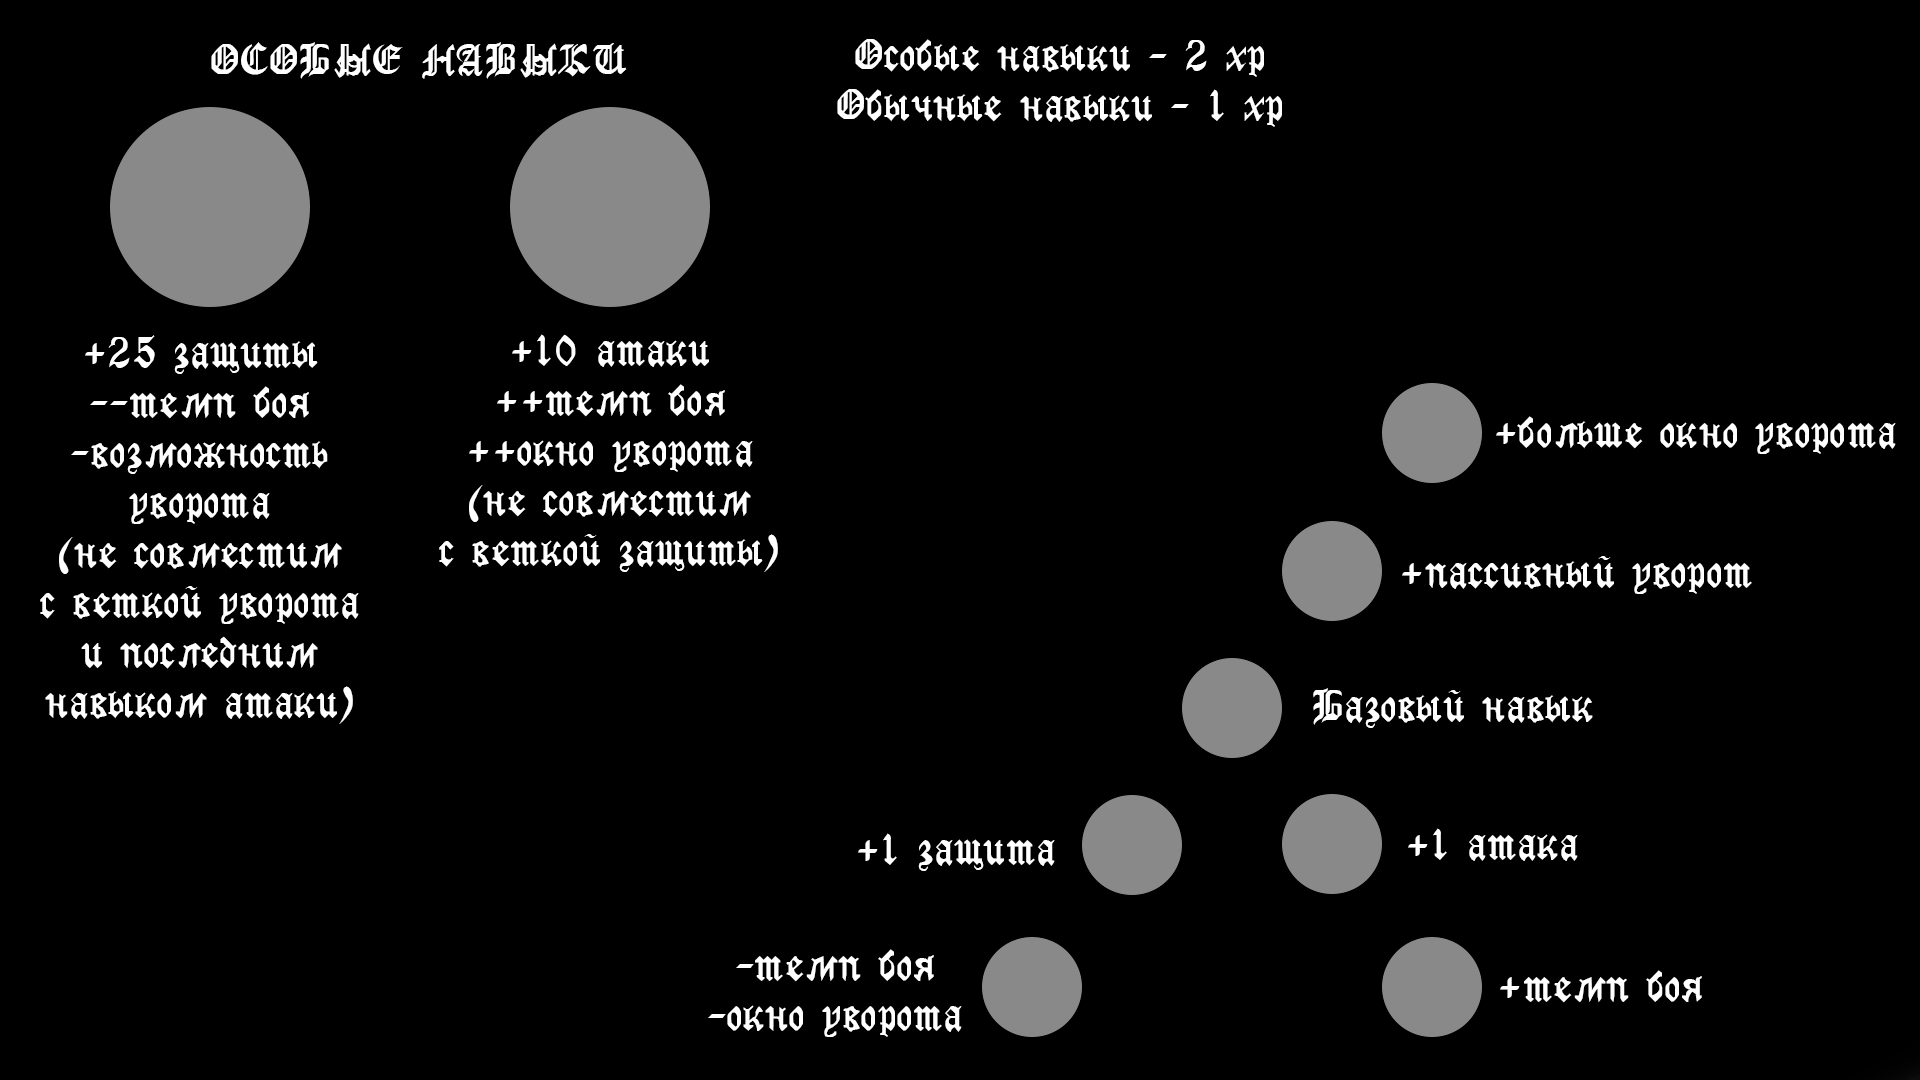 ОСОБЫЕ НАВЫКИ
Особые навыки - 2 хр
Обычные навыки - 1 хр
+25 защиты
--темп боя
-возможность
уворота
(не совместим
с веткой уворота
и последним
навыком атаки)
+10 атаки
++темп боя
++окно уворота
(не совместим
с веткой защиты)
+больше окно уворота
+пассивный уворот
Базовый навык
+1 защита
+1 атака
-темп боя
-окно уворота
+темп боя